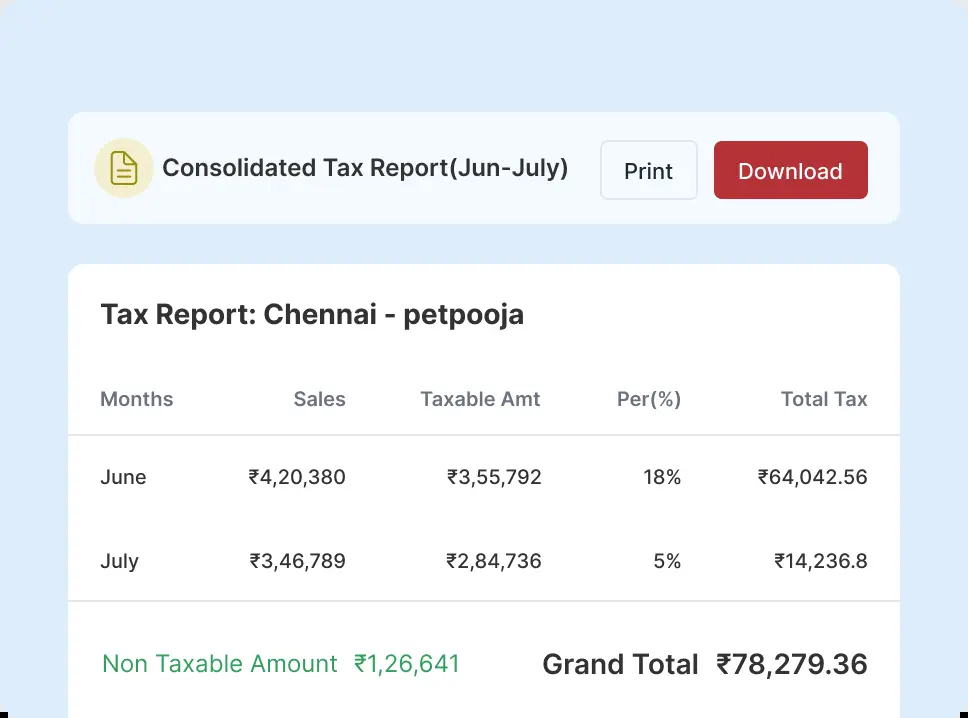 Consolidated Tax Report(Jun-July) Print Download
Tax Report: Chennai - petpooja
Months Sales Taxable Amt Per(%) Total Tax
June ₹4,20,380 ₹3,55,792 18% ₹64,042.56
July ₹3,46,789 ₹2,84,736 5% ₹14,236.8
Non Taxable Amount ₹1,26,641 Grand Total ₹78,279.36